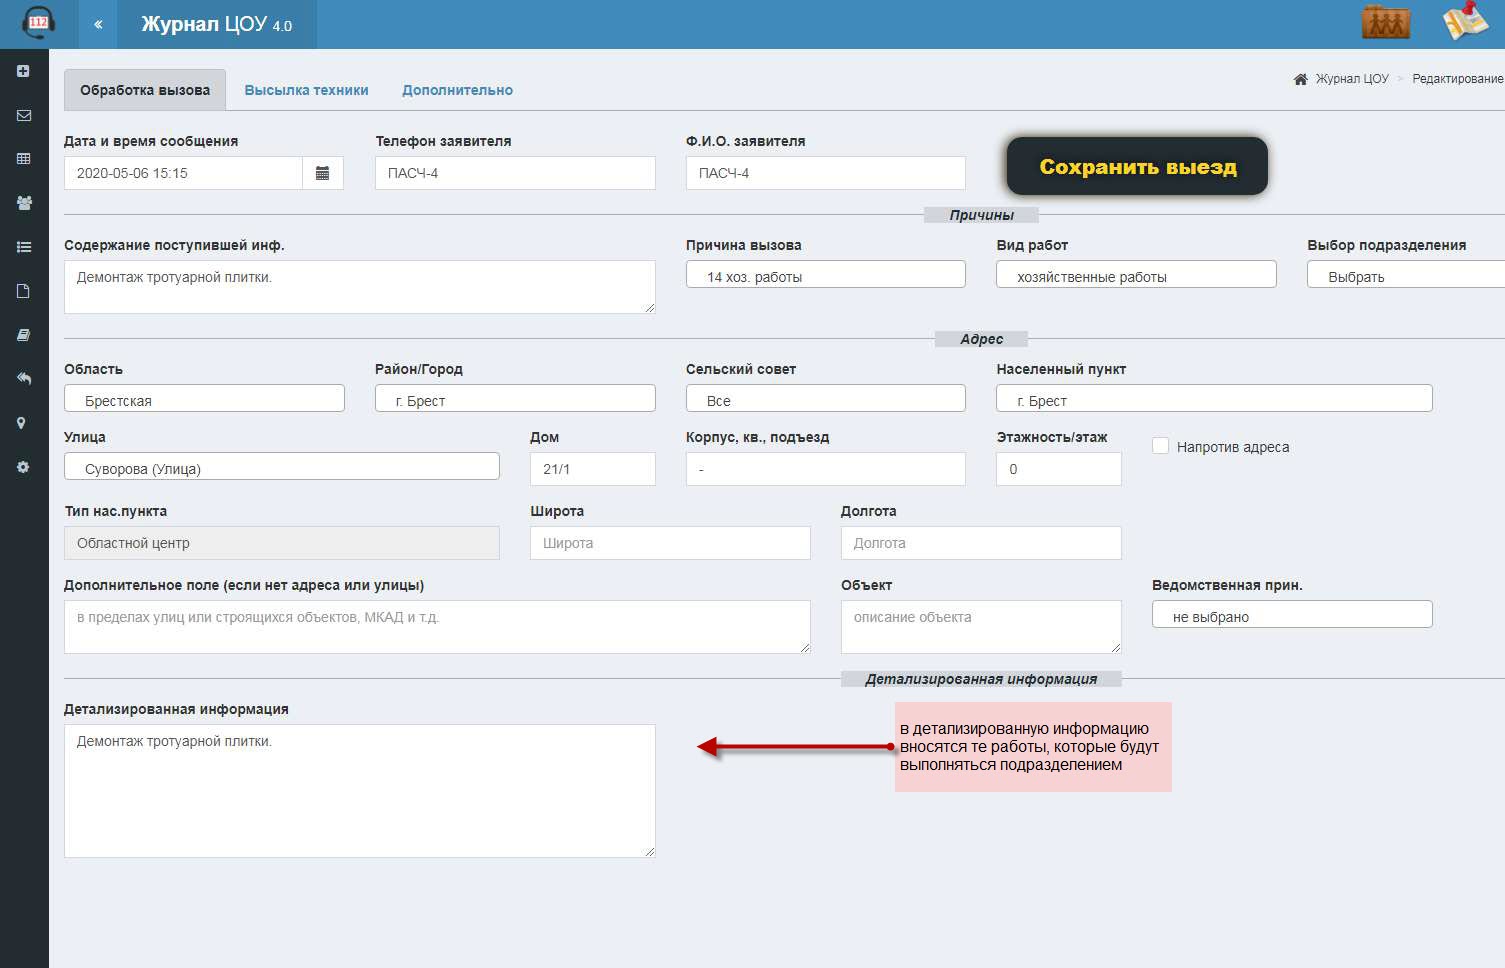 112
«
Журнал ЦОУ 4.0
Обработка вызова
Высылка техники
Дополнительно
Журнал ЦОУ > Редактирование
Дата и время сообщения
Телефон заявителя
Ф.И.О. заявителя
2020-05-06 15:15
ПАСЧ-4
ПАСЧ-4
Сохранить выезд
Причины
Содержание поступившей инф.
Причина вызова
Вид работ
Выбор подразделения
Демонтаж тротуарной плитки.
14 хоз. работы
хозяйственные работы
Выбрать
Адрес
Область
Район/Город
Сельский совет
Населенный пункт
Брестская
г. Брест
Все
г. Брест
Улица
Дом
Корпус, кв., подъезд
Этажность/этаж
Напротив адреса
Суворова (Улица)
21/1
-
0
Тип нас.пункта
Широта
Долгота
Областной центр
Широта
Долгота
Дополнительное поле (если нет адреса или улицы)
Объект
Ведомственная прин.
в пределах улиц или строящихся объектов, МКАД и т.д.
описание объекта
не выбрано
Детализированная информация
Детализированная информация
Демонтаж тротуарной плитки.
в детализированную информацию
вносятся те работы, которые будут
выполняться подразделением